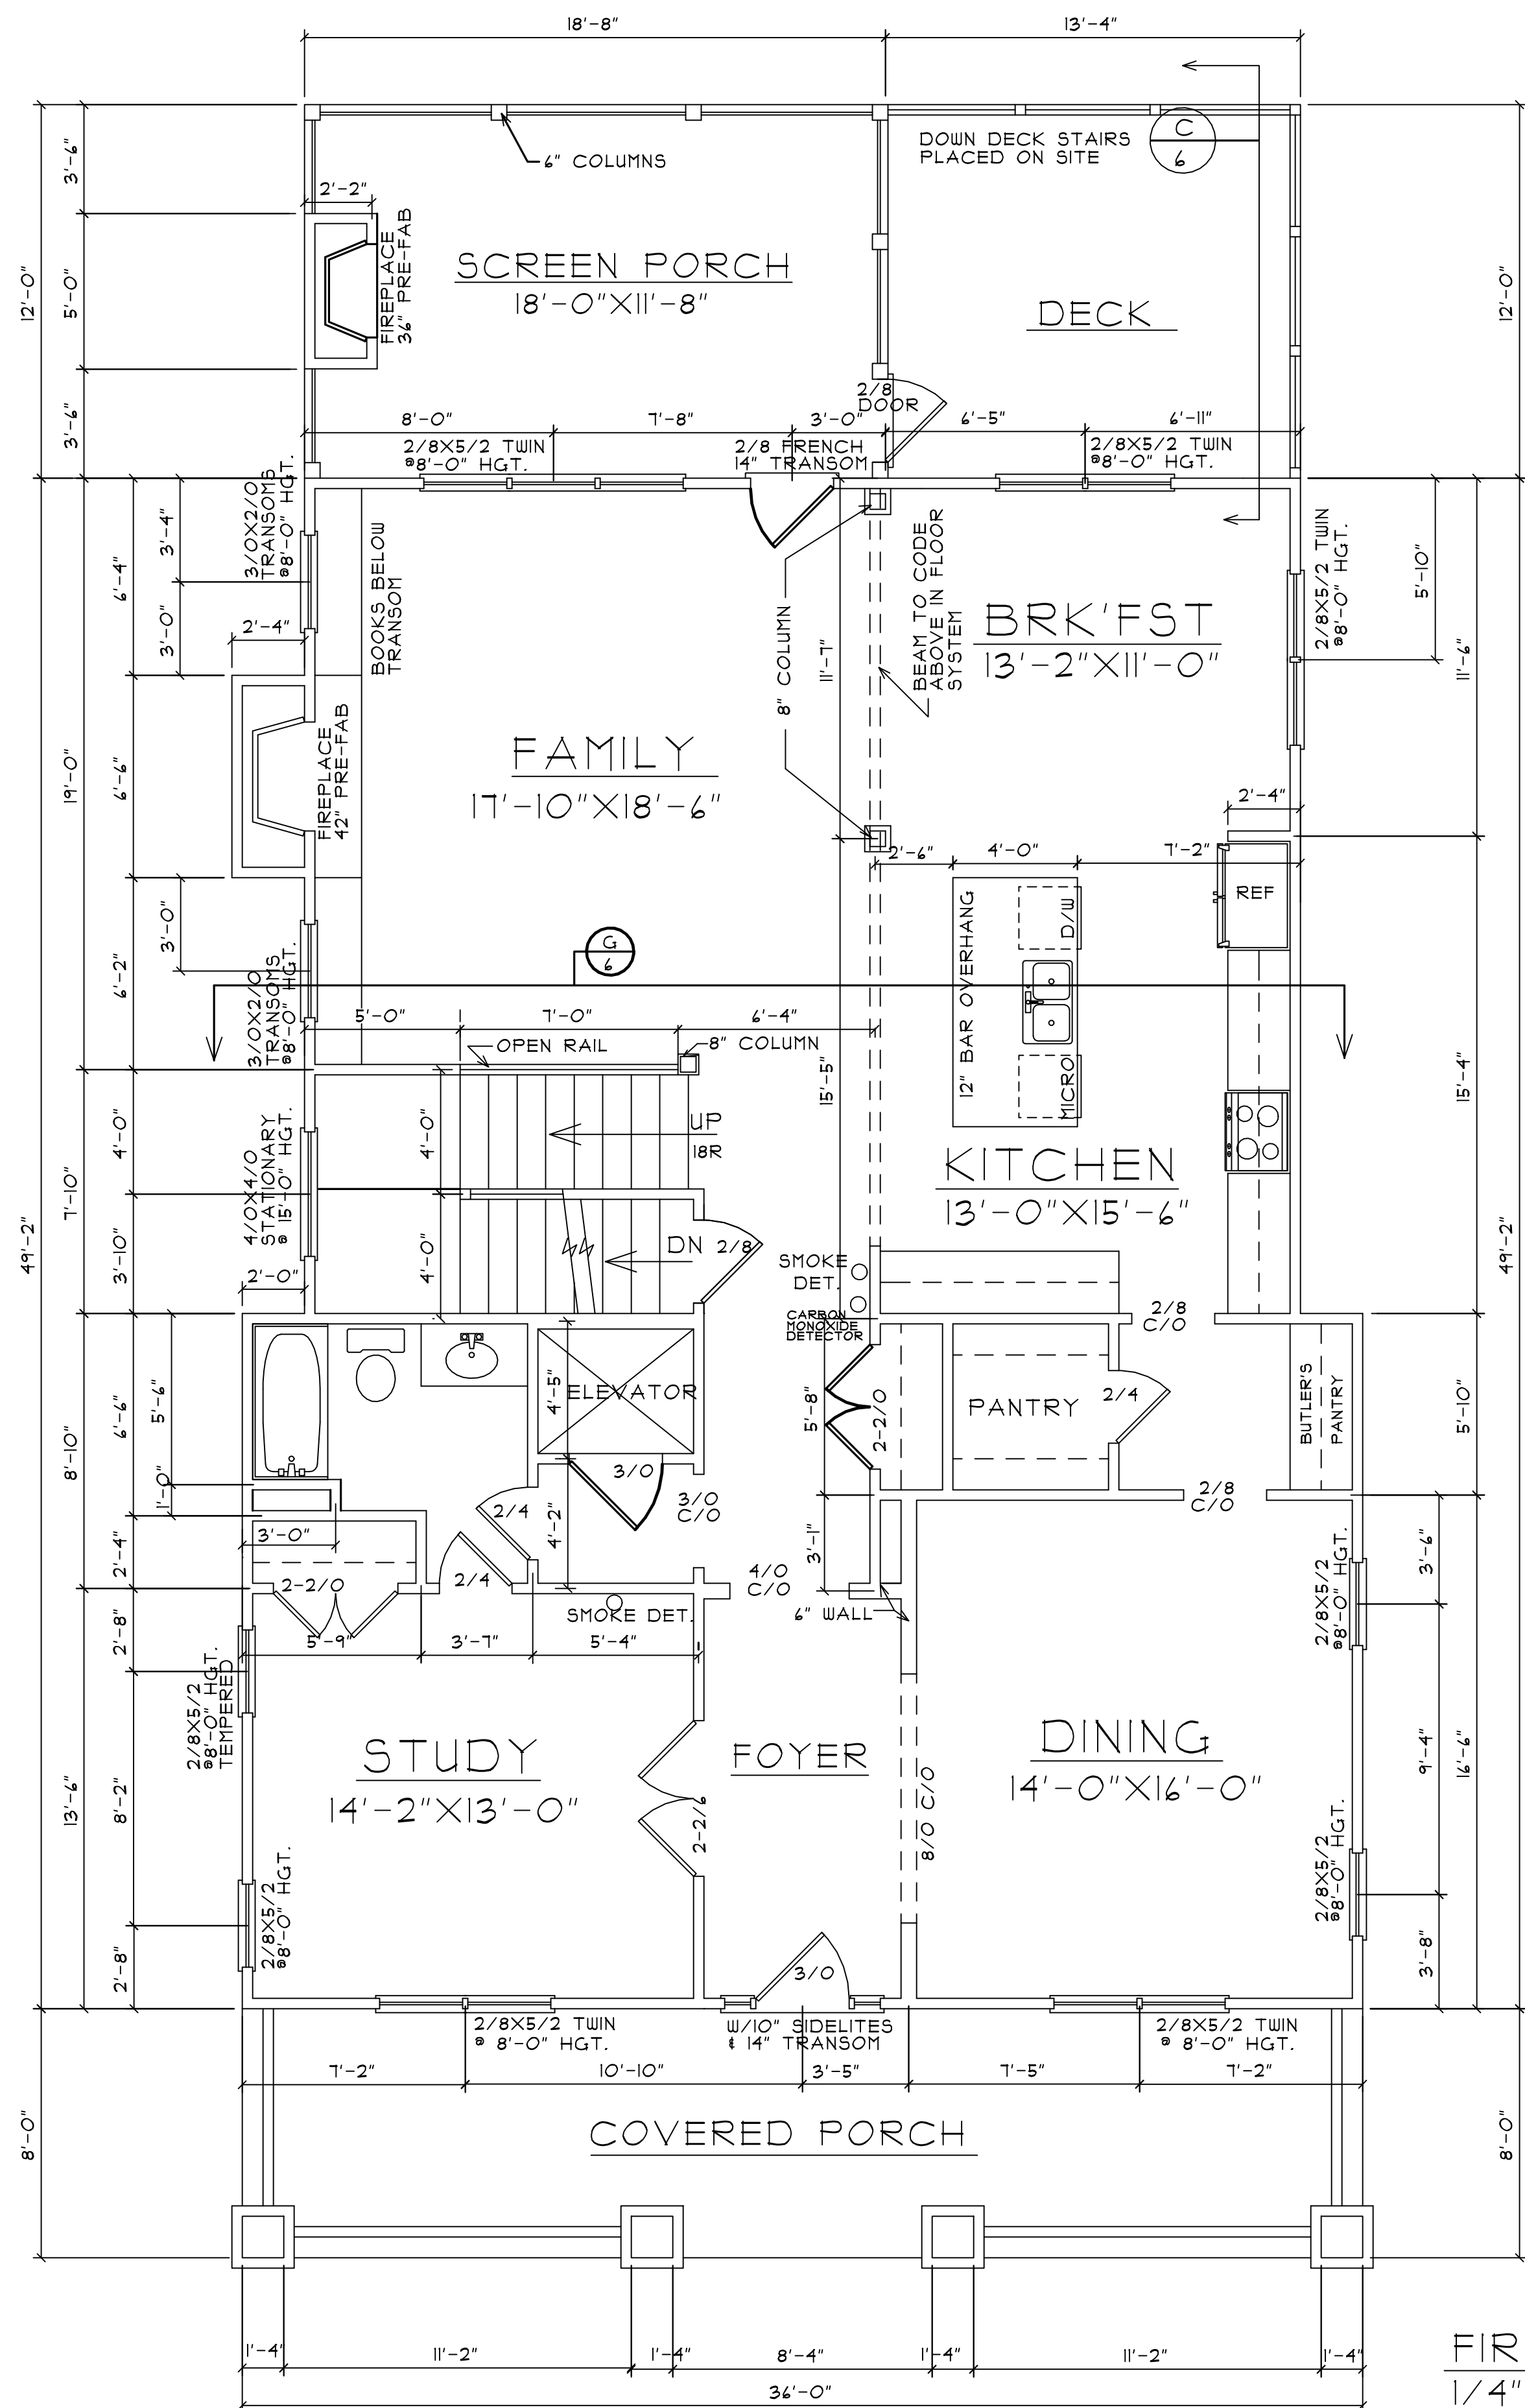 18'-8"
13'-4"
DOWN DECK STAIRS
PLACED ON SITE
C
6
6" COLUMNS
3'-6"
2'-2"
FIREPLACE
36" PRE-FAB
SCREEN PORCH
18'-0"X11'-8"
DECK
12'-0"
5'-0"
12'-0"
3'-6"
2/8
DOOR
8'-0"
7'-8"
3'-0"
6'-5"
6'-11"
2/8X5/2 TWIN
@8'-0" HGT.
2/8 FRENCH
14" TRANSOM
2/8X5/2 TWIN
@8'-0" HGT.
3/0X2/0
TRANSOMS
@8'-0" HGT.
3'-4"
6'-4"
3'-0"
2'-4"
BOOKS BELOW
TRANSOM
8" COLUMN
11'-7"
BEAM TO CODE
ABOVE IN FLOOR
SYSTEM
BRK'FST
13'-2"X11'-0"
2/8X5/2 TWIN
@8'-0" HGT.
5'-10"
11'-6"
FAMILY
17'-10"X18'-6"
FIREPLACE
42" PRE-FAB
19'-0"
6'-6"
2'-4"
2'-6"
4'-0"
7'-2"
REF
D/W
12" BAR OVERHANG
MICRO
3'-0"
6'-2"
3/0X2/0
TRANSOMS
@8'-0" HGT.
G
6
5'-0"
7'-0"
6'-4"
OPEN RAIL
8" COLUMN
15'-5"
15'-4"
UP
18R
4'-0"
4'-0"
7'-10"
4/0X4/0
STATIONARY
@ 15'-0" HGT.
KITCHEN
13'-0"X15'-6"
49'-2"
49'-2"
3'-10"
2'-0"
4'-0"
DN
2/8
SMOKE
DET.
CARBON
MONOXIDE
DETECTOR
2/8
C/O
8'-10"
6'-6"
5'-6"
1'-0"
4'-5"
ELEVATOR
5'-8"
2-2/0
PANTRY
2/4
BUTLER'S
PANTRY
5'-10"
3/0
3/0
C/O
2/8
C/O
3'-0"
2/4
4'-2"
3'-1"
2'-4"
2-2/0
2/4
4/0
C/O
SMOKE DET.
6" WALL
3'-6"
2/8X5/2
@8'-0" HGT.
2'-8"
5'-9"
3'-7"
5'-4"
2/8X5/2
@8'-0" HGT.
TEMPERED
STUDY
14'-2"X13'-0"
FOYER
DINING
14'-0"X16'-0"
2-2/6
8/0 C/O
9'-4"
16'-6"
13'-6"
8'-2"
2/8X5/2
@8'-0" HGT.
2/8X5/2
@8'-0" HGT.
3/0
2'-8"
3'-8"
2/8X5/2 TWIN
@ 8'-0" HGT.
W/10" SIDELITES
& 14" TRANSOM
2/8X5/2 TWIN
@ 8'-0" HGT.
7'-2"
10'-10"
3'-5"
7'-5"
7'-2"
COVERED PORCH
8'-0"
8'-0"
1'-4"
11'-2"
1'-4"
8'-4"
1'-4"
11'-2"
1'-4"
36'-0"
FIR
1/4"